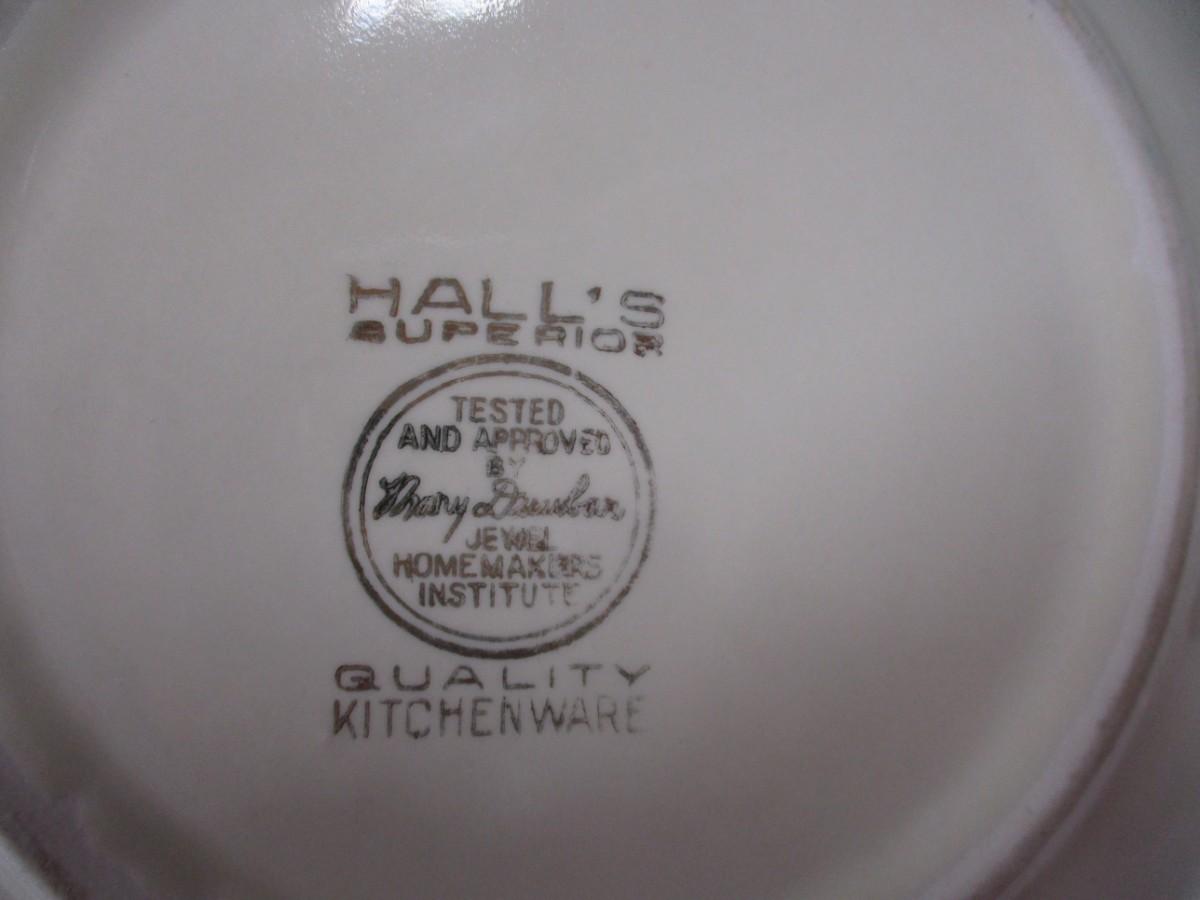 HALL'S
SUPERIOR
TESTED
AND APPROVED
BY
Mary Dunbar
JEWEL
HOMEMAKERS
INSTITUTE
QUALITY
KITCHENWARE